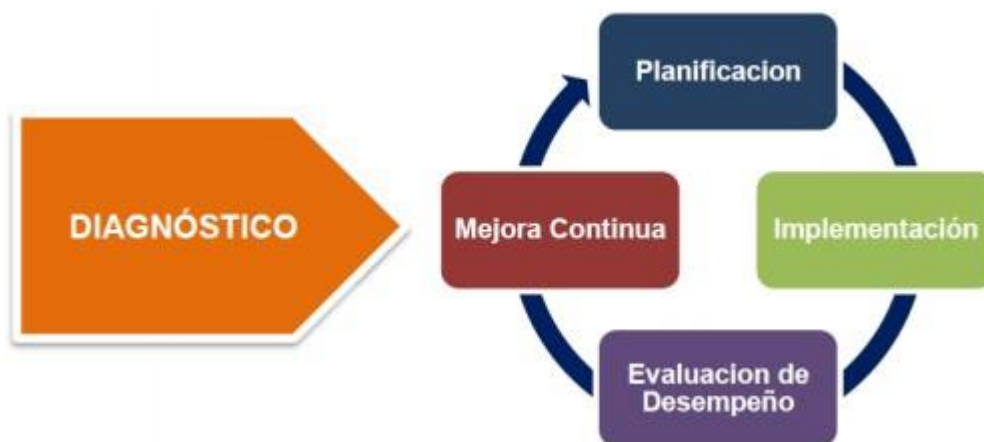 DIAGNÓSTICO
Planificacion
Implementación
Evaluacion de
Desempeño
Mejora Continua